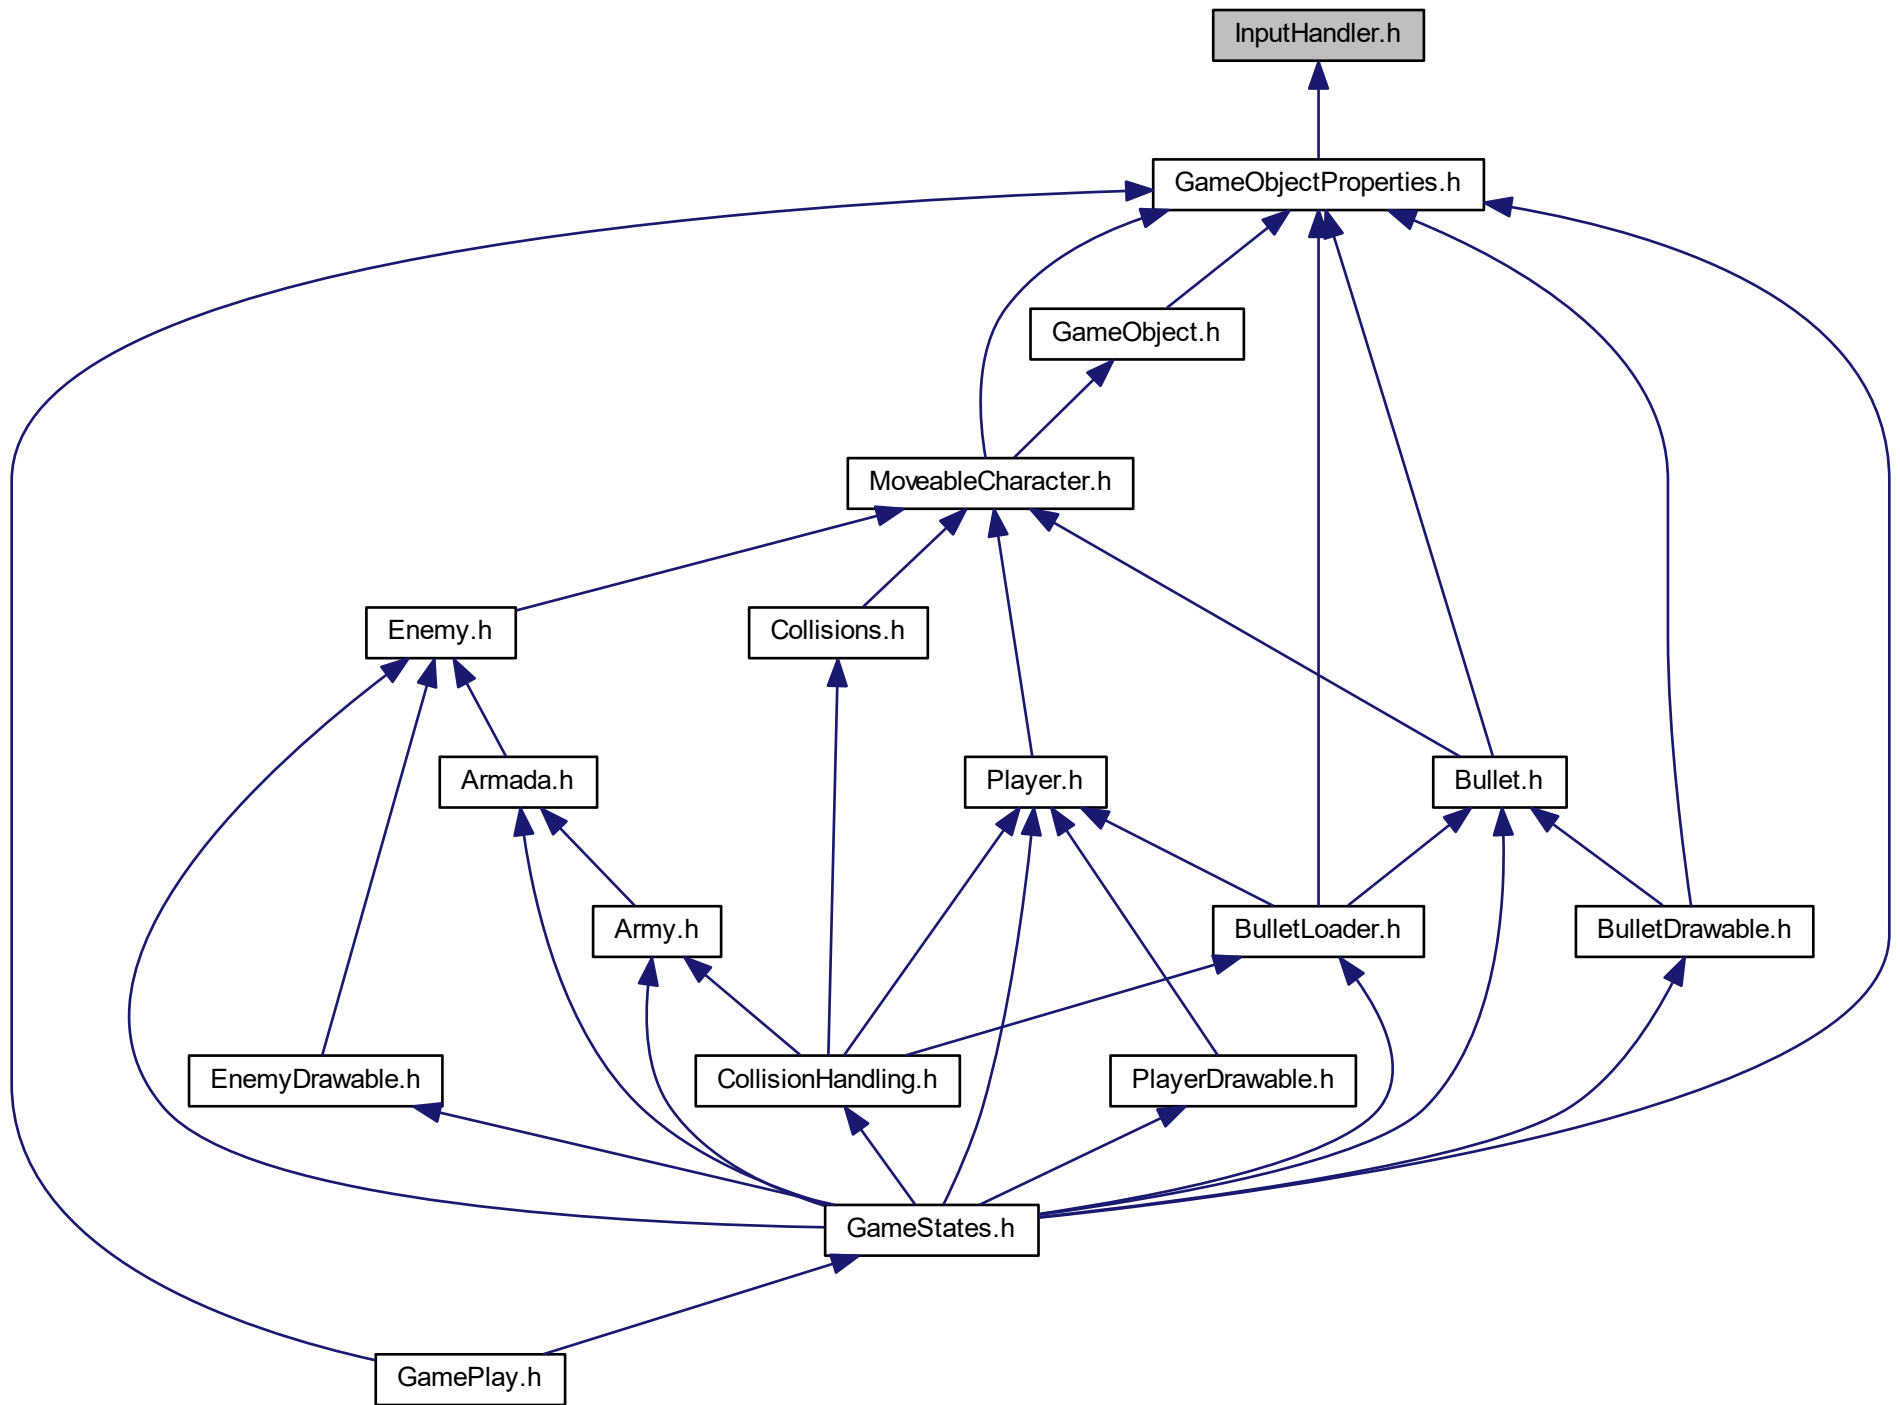 InputHandler.h
GameObjectProperties.h
GameObject.h
MoveableCharacter.h
Enemy.h
Collisions.h
Armada.h
Player.h
Bullet.h
Army.h
BulletLoader.h
BulletDrawable.h
EnemyDrawable.h
CollisionHandling.h
PlayerDrawable.h
GameStates.h
GamePlay.h